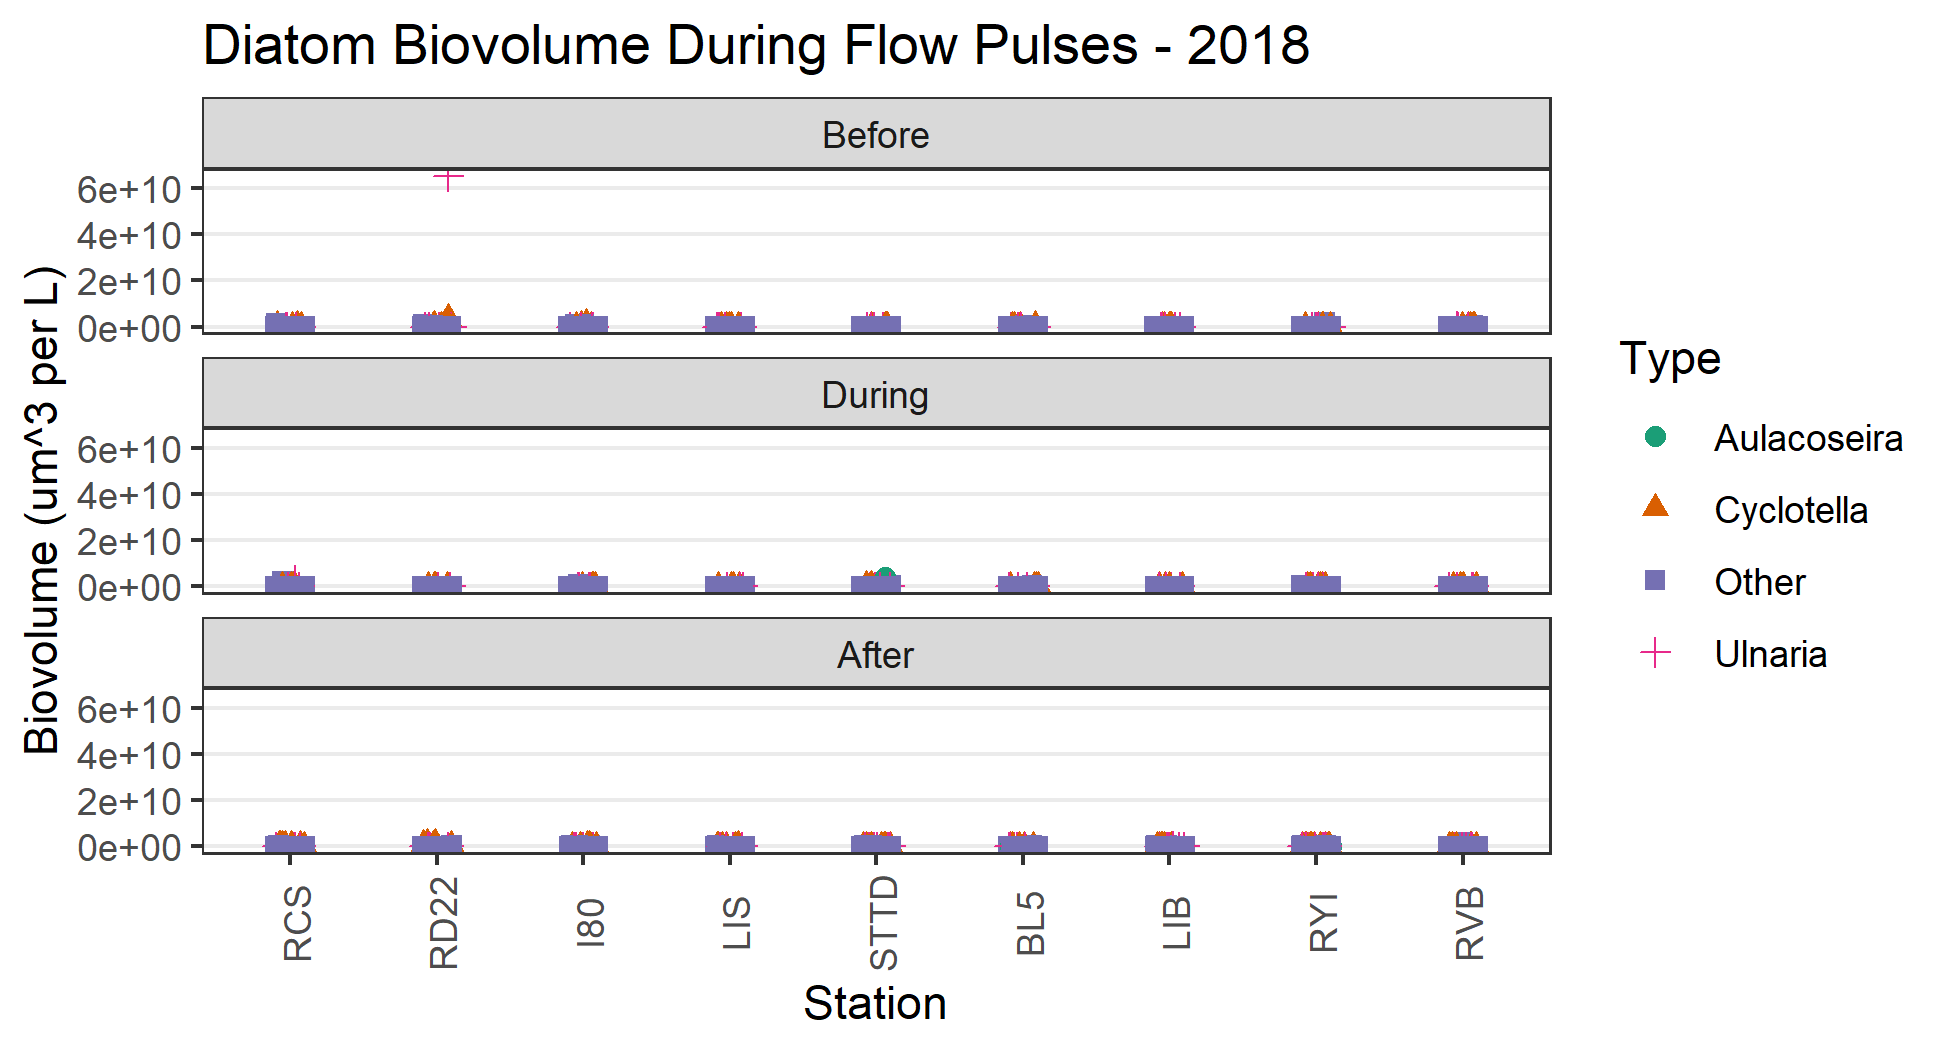 Diatom Biovolume During Flow Pulses - 2018
Before
6e+10
4e+10
2e+10
0e+00
During
6e+10
4e+10
2e+10
0e+00
After
6e+10
4e+10
2e+10
0e+00
Biovolume (um^3 per L)
RCS
RD22
I80
LIS
STTD
BL5
LIB
RYI
RVB
Station
Type
Aulacoseira
Cyclotella
Other
Ulnaria